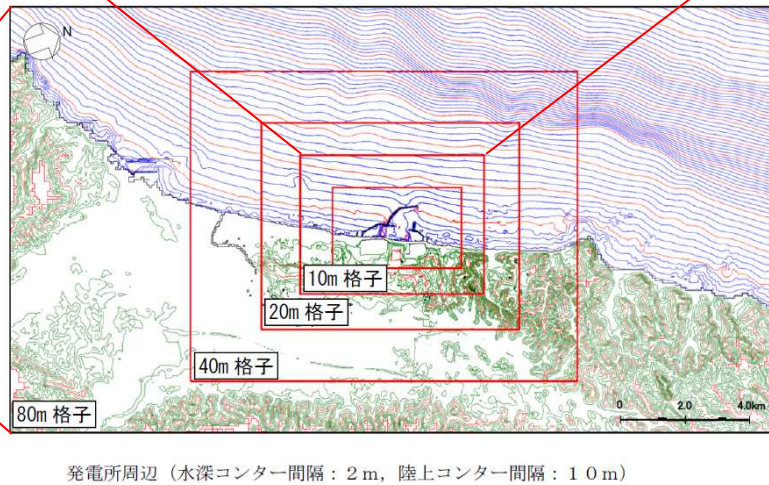 N
10m 格子
20m 格子
40m 格子
80m 格子
0 2.0 4.0km
発電所周辺（水深コンター間隔：２ｍ，陸上コンター間隔：１０ｍ）